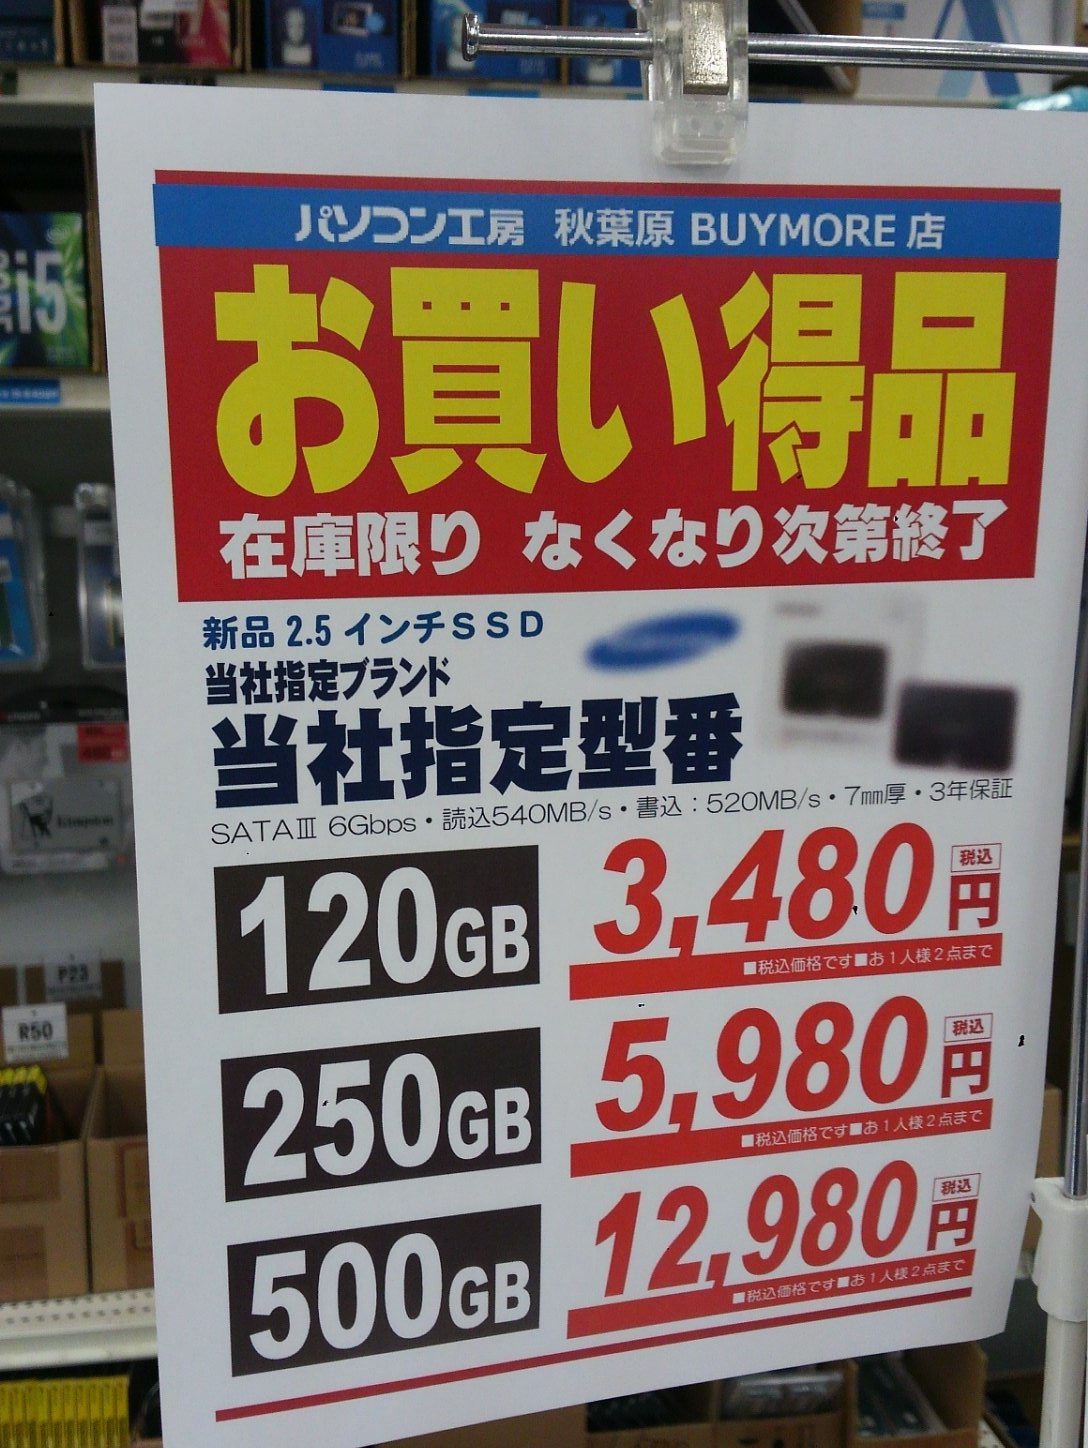 パソコン工房 秋葉原 BUYMORE 店
お買い得品
在庫限り なくなり次第終了
新品 2.5 インチSSD
当社指定ブランド
当社指定型番
SATAⅢ 6Gbps・読込540MB/s・書込：520MB/s・7mm厚・3年保証
120GB 3,480円 税込
■税込価格です■お1人様2点まで
250GB 5,980円 税込
■税込価格です■お1人様2点まで
500GB 12,980円 税込
■税込価格です■お1人様2点まで
i5
Kingston
P23
R50